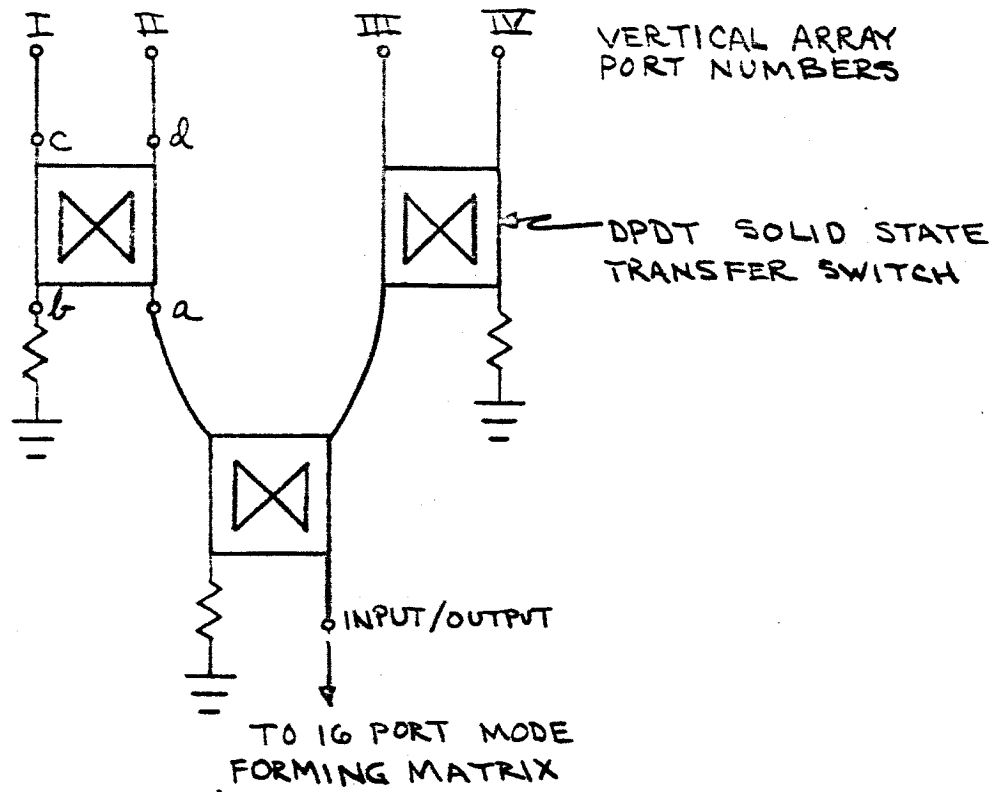 I II III IV
VERTICAL ARRAY
PORT NUMBERS
c d
b a
DPDT SOLID STATE
TRANSFER SWITCH
INPUT/OUTPUT
TO 16 PORT MODE
FORMING MATRIX